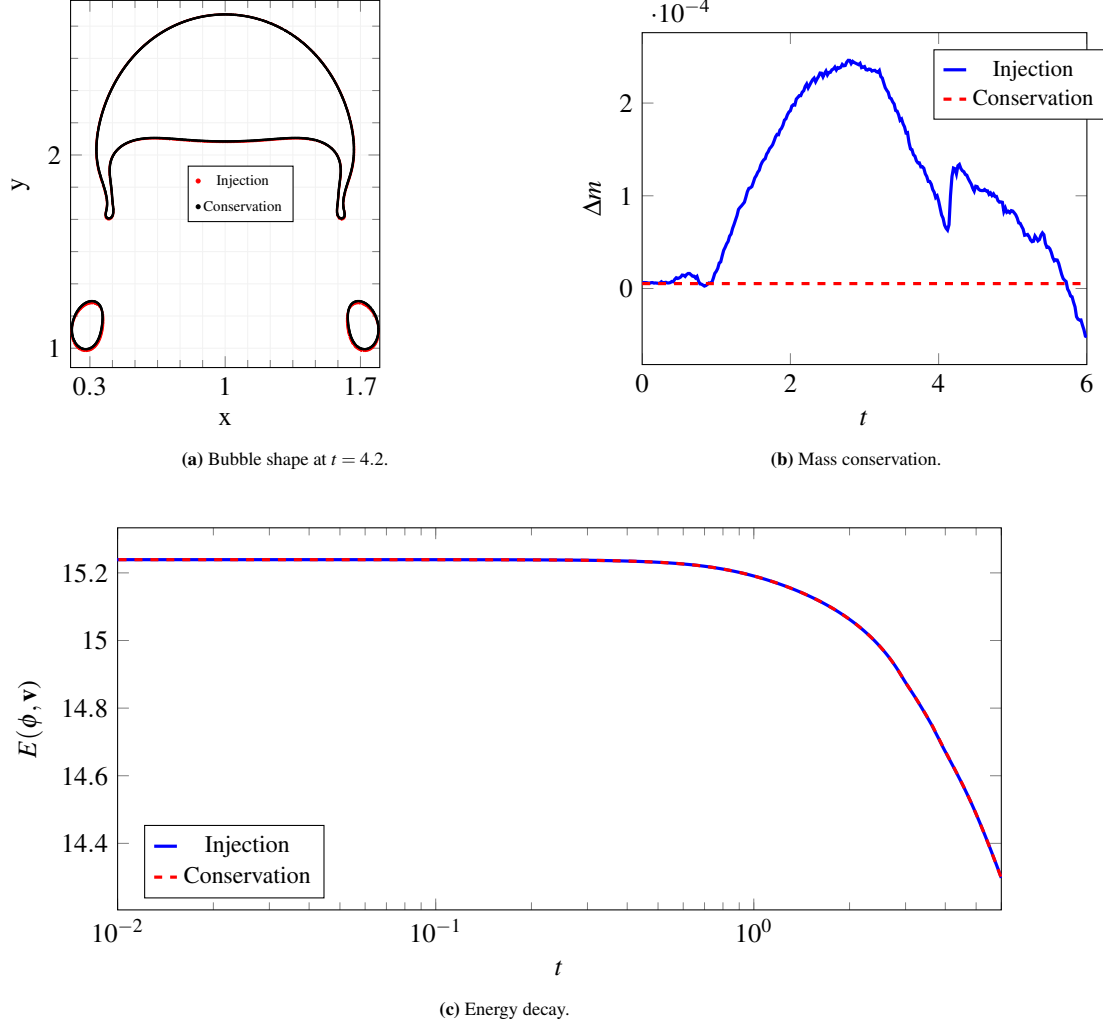 y
2
1
Injection
Conservation
0.3 1 1.7
x
(a) Bubble shape at t = 4.2.
·10⁻⁴
Δm
2
1
0
Injection
Conservation
0 2 4 6
t
(b) Mass conservation.
E(ϕ, v)
15.2
15
14.8
14.6
14.4
Injection
Conservation
10⁻² 10⁻¹ 10⁰
t
(c) Energy decay.